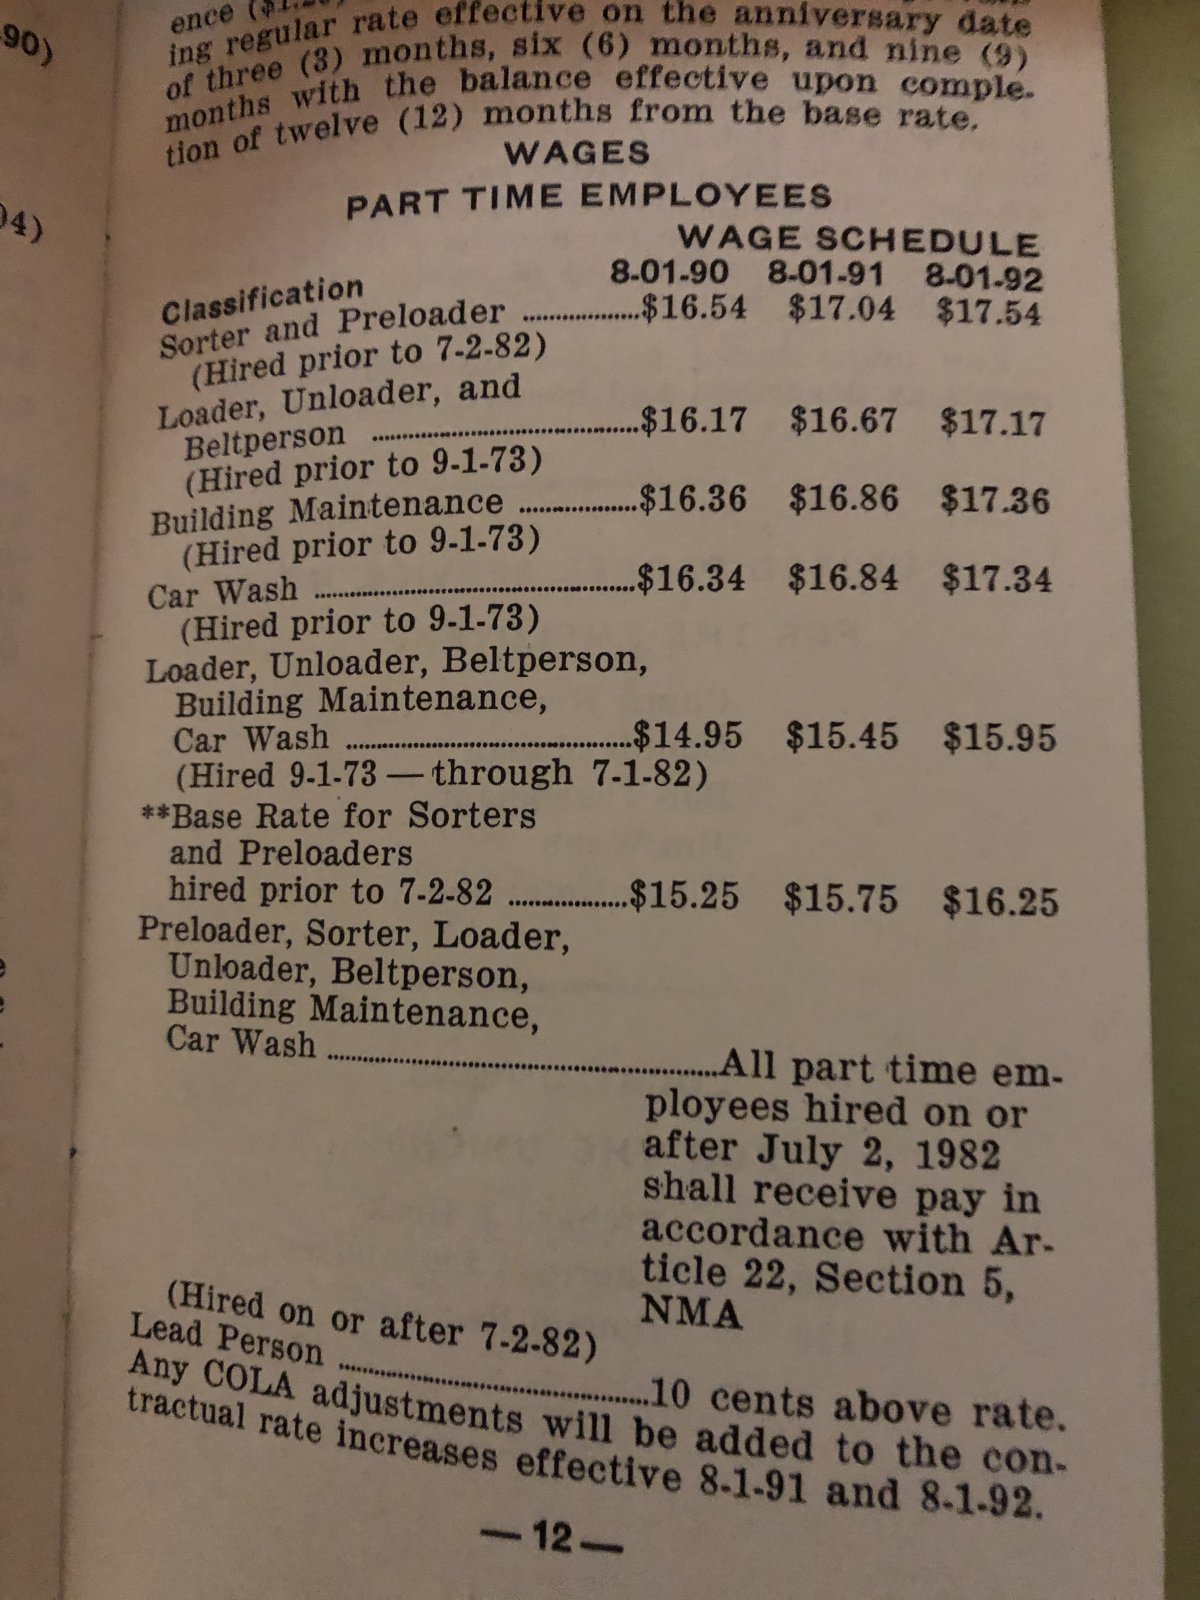 -90)
04)
ence
ing regular rate effective on the anniversary date
of three (3) months, six (6) months, and nine (9)
months with the balance effective upon comple-
tion of twelve (12) months from the base rate.
WAGES
PART TIME EMPLOYEES
WAGE SCHEDULE
Classification 8-01-90 8-01-91 8-01-92
Sorter and Preloader ....................$16.54 $17.04 $17.54
(Hired prior to 7-2-82)
Loader, Unloader, and
Beltperson ..............................................$16.17 $16.67 $17.17
(Hired prior to 9-1-73)
Building Maintenance ....................$16.36 $16.86 $17.36
(Hired prior to 9-1-73)
Car Wash ........................................................$16.34 $16.84 $17.34
(Hired prior to 9-1-73)
Loader, Unloader, Beltperson,
Building Maintenance,
Car Wash ..................................................$14.95 $15.45 $15.95
(Hired 9-1-73 — through 7-1-82)
**Base Rate for Sorters
and Preloaders
hired prior to 7-2-82 ....................$15.25 $15.75 $16.25
Preloader, Sorter, Loader,
Unloader, Beltperson,
Building Maintenance,
Car Wash ....................................................................All part time em-
ployees hired on or
after July 2, 1982
shall receive pay in
accordance with Ar-
ticle 22, Section 5,
NMA
(Hired on or after 7-2-82)
Lead Person ......................................................10 cents above rate.
Any COLA adjustments will be added to the con-
tractual rate increases effective 8-1-91 and 8-1-92.
— 12 —